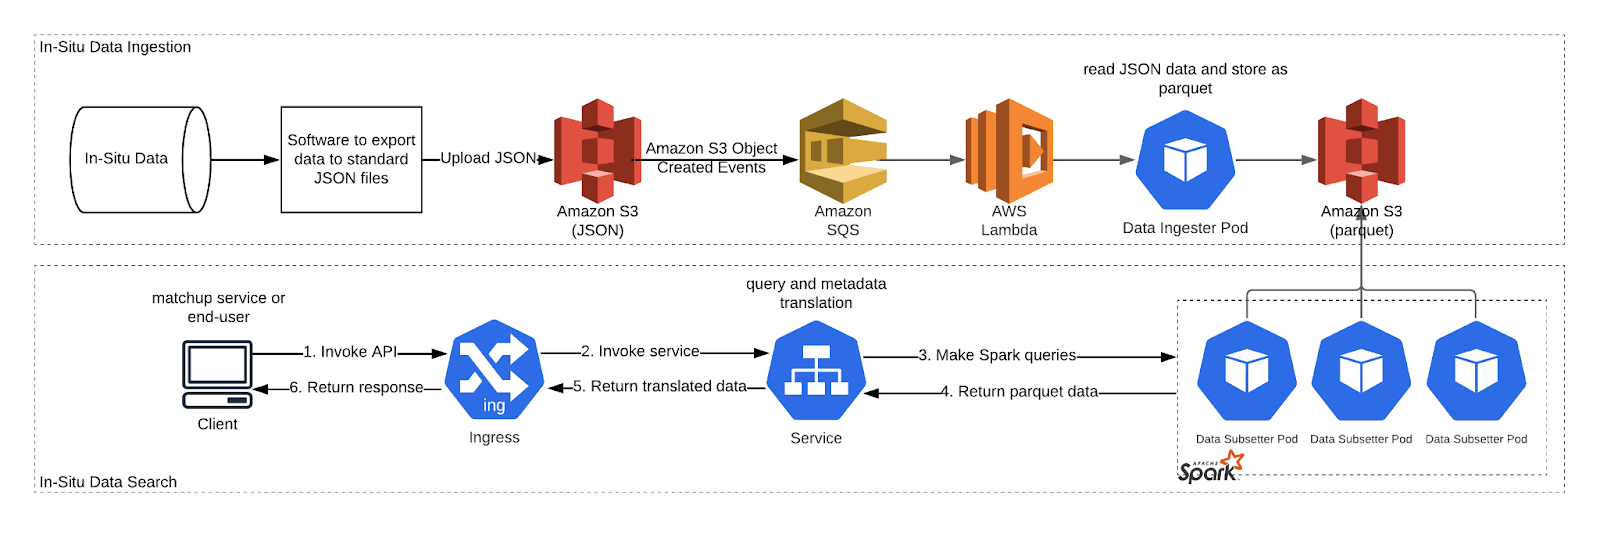 In-Situ Data Ingestion
read JSON data and store as
parquet
In-Situ Data
Software to export
data to standard
JSON files
Upload JSON
Amazon S3
(JSON)
Amazon S3 Object
Created Events
Amazon
SQS
AWS
Lambda
Data Ingester Pod
Amazon S3
(parquet)
matchup service or
end-user
query and metadata
translation
1. Invoke API
2. Invoke service
3. Make Spark queries
6. Return response
5. Return translated data
4. Return parquet data
ing
Client
Ingress
Service
Data Subsetter Pod
Data Subsetter Pod
Data Subsetter Pod
APACHE
Spark
In-Situ Data Search